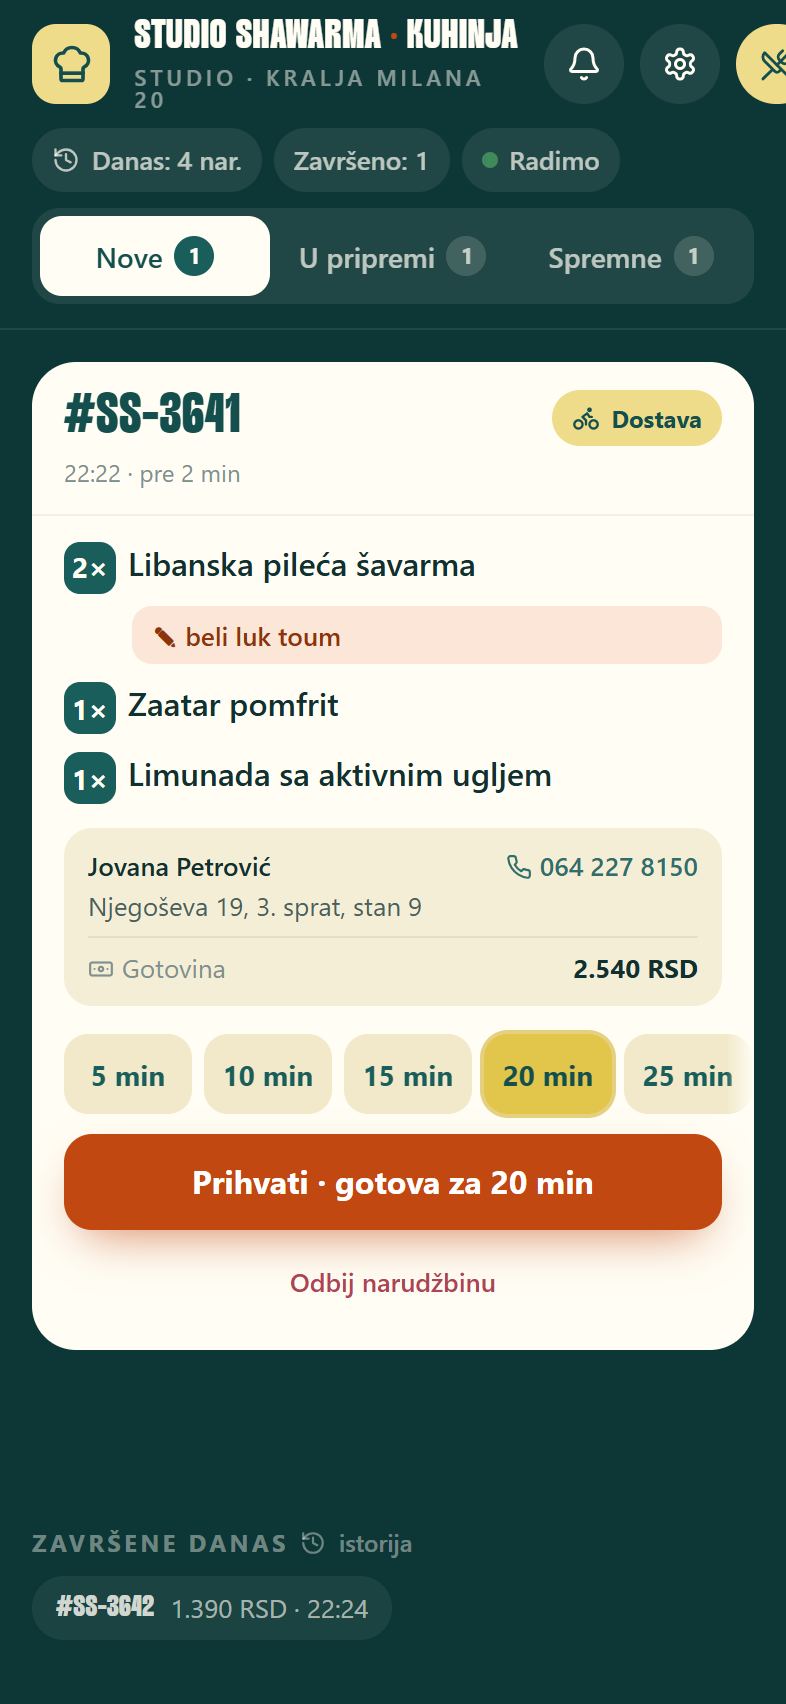 STUDIO SHAWARMA · KUHINJA
STUDIO · KRALJA MILANA
20
Danas: 4 nar.
Završeno: 1
Radimo
Nove 1
U pripremi 1
Spremne 1
#SS-3641
Dostava
22:22 · pre 2 min
2× Libanska pileća šavarma
beli luk toum
1× Zaatar pomfrit
1× Limunada sa aktivnim ugljem
Jovana Petrović
064 227 8150
Njegoševa 19, 3. sprat, stan 9
Gotovina
2.540 RSD
5 min
10 min
15 min
20 min
25 min
Prihvati · gotova za 20 min
Odbij narudžbinu
ZAVRŠENE DANAS
istorija
#SS-3642 1.390 RSD · 22:24